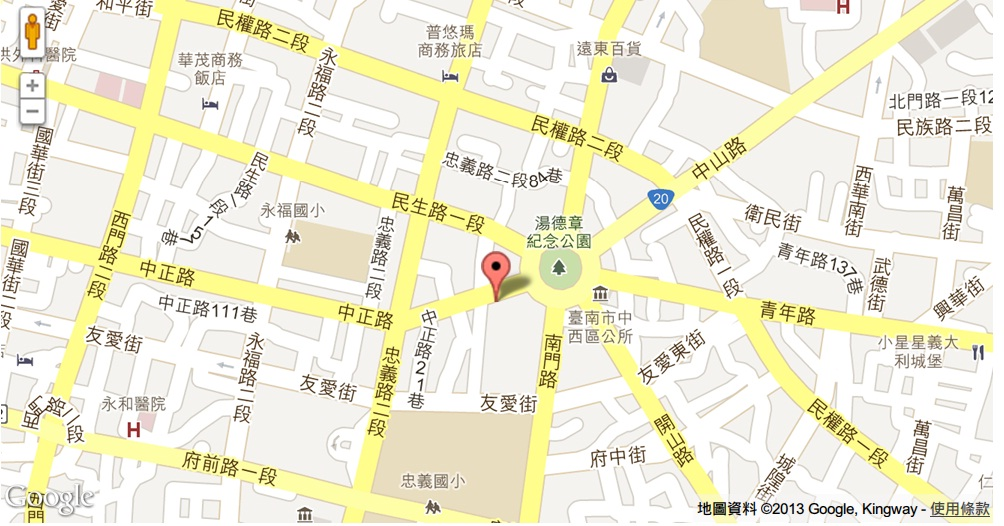 和平街
民權路二段
普悠瑪
商務旅店
遠東百貨
H
醫院
華茂商務
飯店
永福路二段
北門路一段12
民族路二段
國華街三段
民權路二段
中山路
忠義路二段84巷
民生路一段
永福國小
民生路一段
忠義路二段
20
湯德章
紀念公園
衛民街
西華南街
萬昌街
西門路二段
151巷
民權路一段
青年路137巷
武德街
興華街
國華街二段
中正路
中正路111巷
中正路
中正路21巷
臺南市中
西區公所
青年路
小星星義大
利城堡
友愛街
永福路二段
忠義路二段
南門路
友愛東街
友愛街
友愛街
永和醫院
H
民權路一段
萬昌街
府前路一段
開山路
府中街
城隍街
忠義國小
Google
地圖資料 ©2013 Google, Kingway - 使用條款